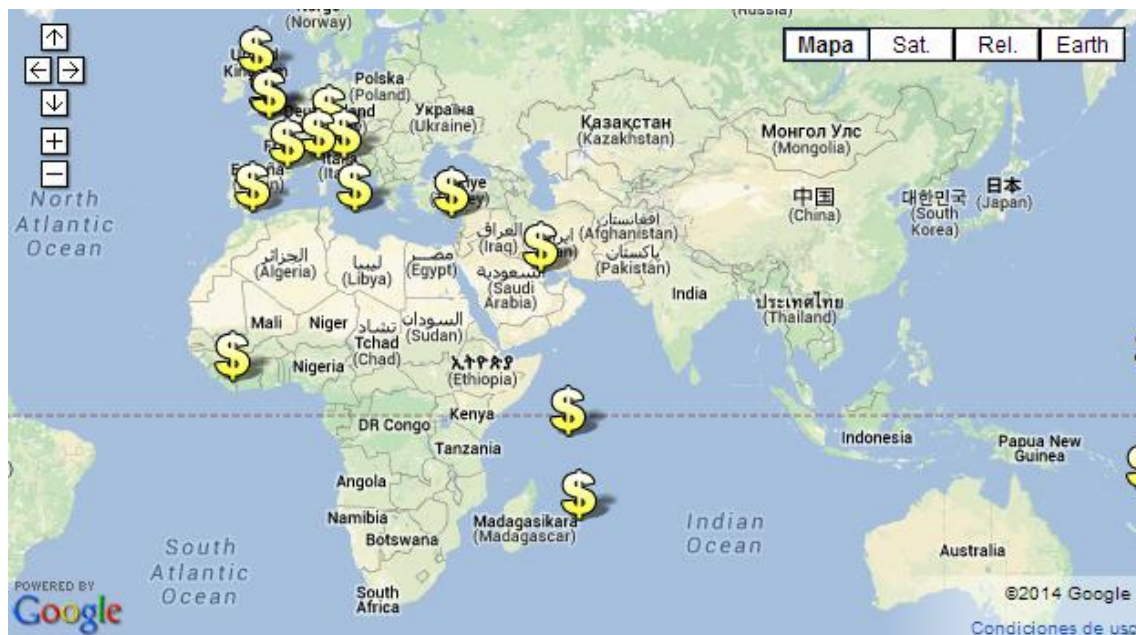 (Russia)
Norge
(Norway)
Mapa
Sat.
Rel.
Earth
Polska
(Poland)
Україна
(Ukraine)
Қазақстан
(Kazakhstan)
Монгол Улс
(Mongolia)
中国
(China)
대한민국
(South
Korea)
日本
(Japan)
North
Atlantic
Ocean
الجزائر
(Algeria)
ليبيا
(Libya)
مصر
(Egypt)
العراق
(Iraq)
افغانستان
(Afghanistan)
پاکستان
(Pakistan)
السعودية
(Saudi
Arabia)
India
ประเทศไทย
(Thailand)
Mali
Niger
تشاد
Tchad
(Chad)
السودان
(Sudan)
Nigeria
ኢትዮጵያ
(Ethiopia)
DR Congo
Kenya
Tanzania
Indonesia
Papua New
Guinea
Angola
Namibia
Botswana
Madagasikara
(Madagascar)
Indian
Ocean
Australia
South
Atlantic
Ocean
South
Africa
POWERED BY
Google
©2014 Google
Condiciones de uso